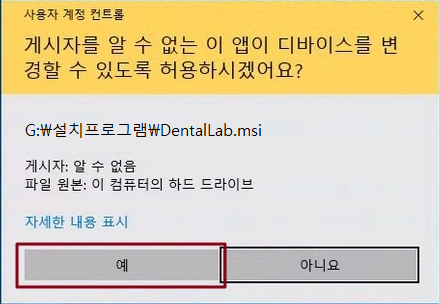 사용자 계정 컨트롤
게시자를 알 수 없는 이 앱이 디바이스를 변
경할 수 있도록 허용하시겠어요?
G:₩설치프로그램₩DentalLab.msi
게시자: 알 수 없음
파일 원본: 이 컴퓨터의 하드 드라이브
자세한 내용 표시
예
아니요